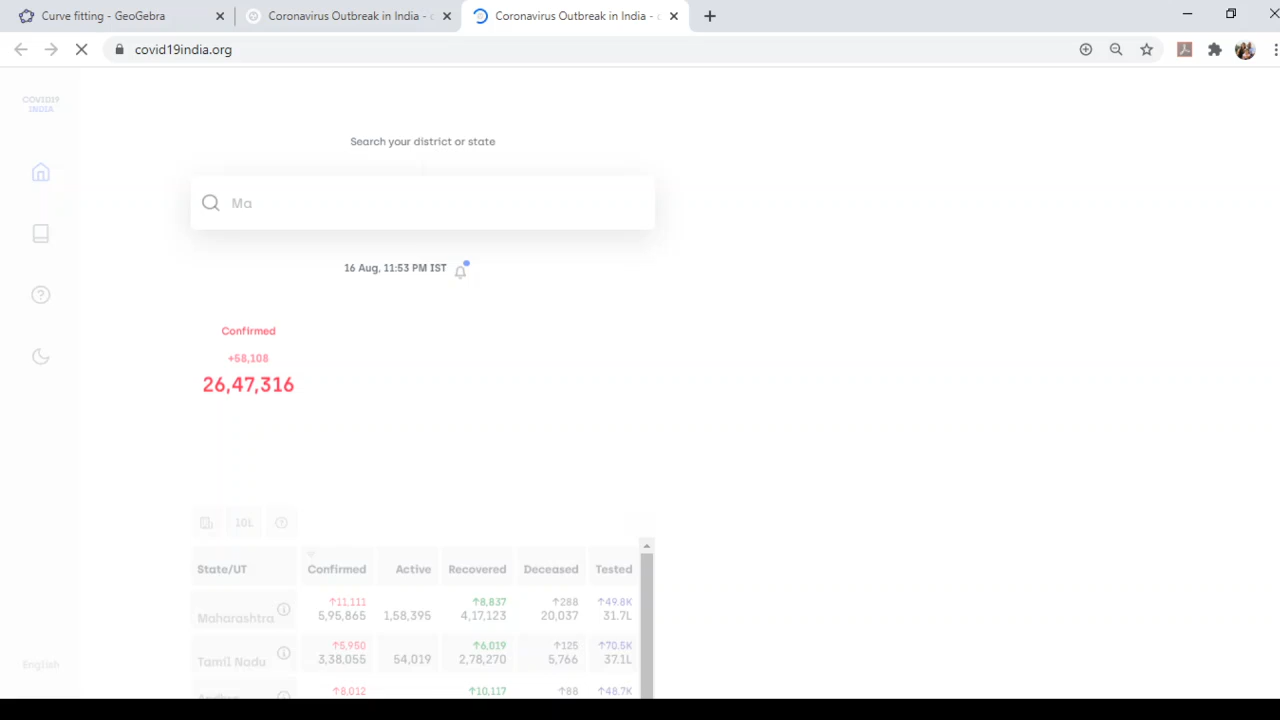 Curve fitting - GeoGebra
Coronavirus Outbreak in India - c
Coronavirus Outbreak in India - c
covid19india.org
COVID19
INDIA
Search your district or state
Ma
16 Aug, 11:53 PM IST
Confirmed
+58,108
26,47,316
10L
State/UT Confirmed Active Recovered Deceased Tested
↑11,111 ↑8,837 ↑288 ↑49.8K
Maharashtra 5,95,865 1,58,395 4,17,123 20,037 31.7L
↑5,950 ↑6,019 ↑125 ↑70.5K
Tamil Nadu 3,38,055 54,019 2,78,270 5,766 37.1L
↑8,012 ↑10,117 ↑88 ↑48.7K
English